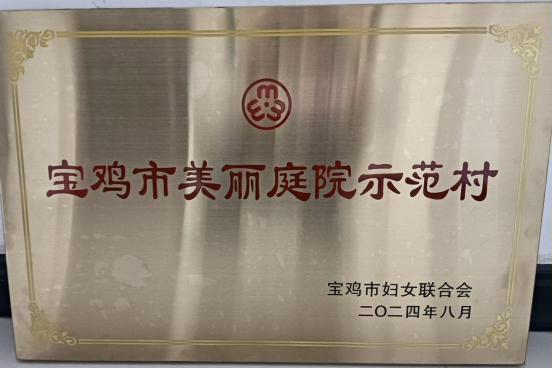 宝鸡市美丽庭院示范村
宝鸡市妇女联合会
二〇二四年八月